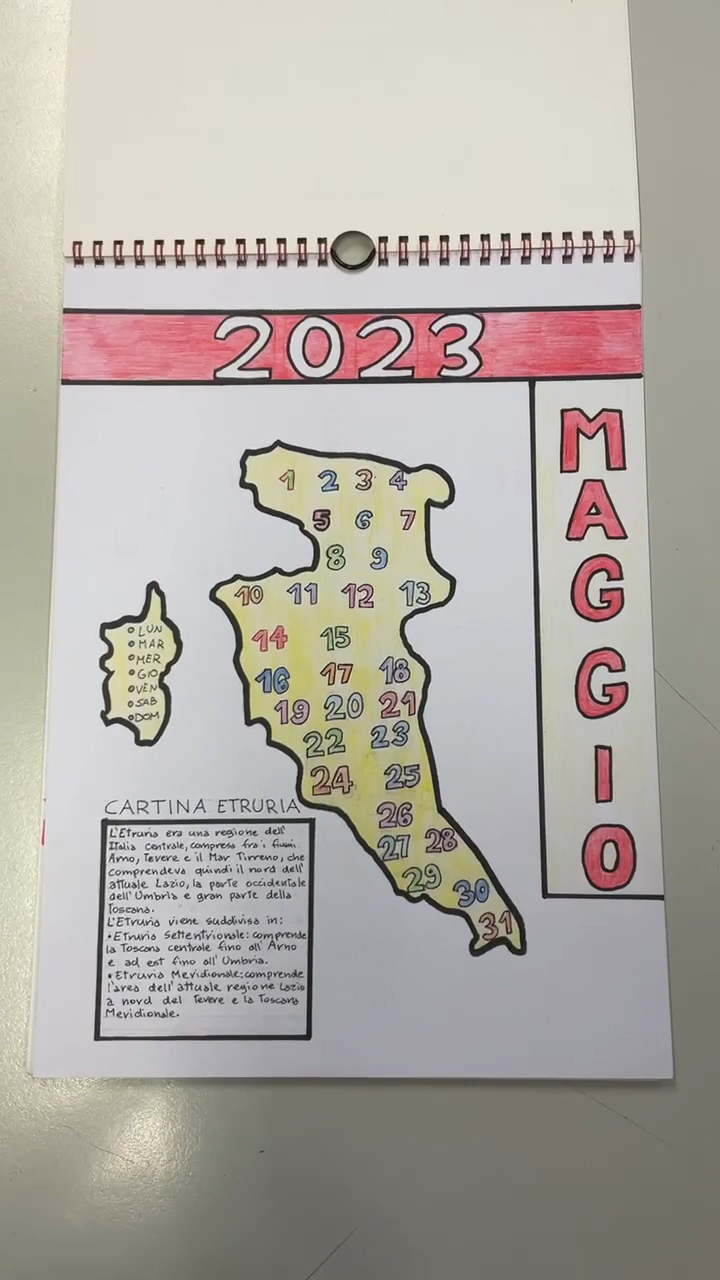 2023
MAGGIO
1 2 3 4
5 6 7
8 9
10 11 12 13
14 15
16 17 18
19 20 21
22 23
24 25
26
27 28
29 30
31
LUN
MAR
MER
GIO
VEN
SAB
DOM
CARTINA ETRURIA
L'Etruria era una regione dell'
Italia centrale, compresa fra i fiumi
Arno, Tevere e il Mar Tirreno, che
comprendeva quindi il nord dell'
attuale Lazio, la parte occidentale
dell'Umbria e gran parte della
Toscana.
L'Etruria viene suddivisa in:
•Etruria Settentrionale: comprende
la Toscana centrale fino all' Arno
e ad est fino all' Umbria.
•Etruria Meridionale: comprende
l'area dell'attuale regione Lazio
a nord del Tevere e la Toscana
Meridionale.